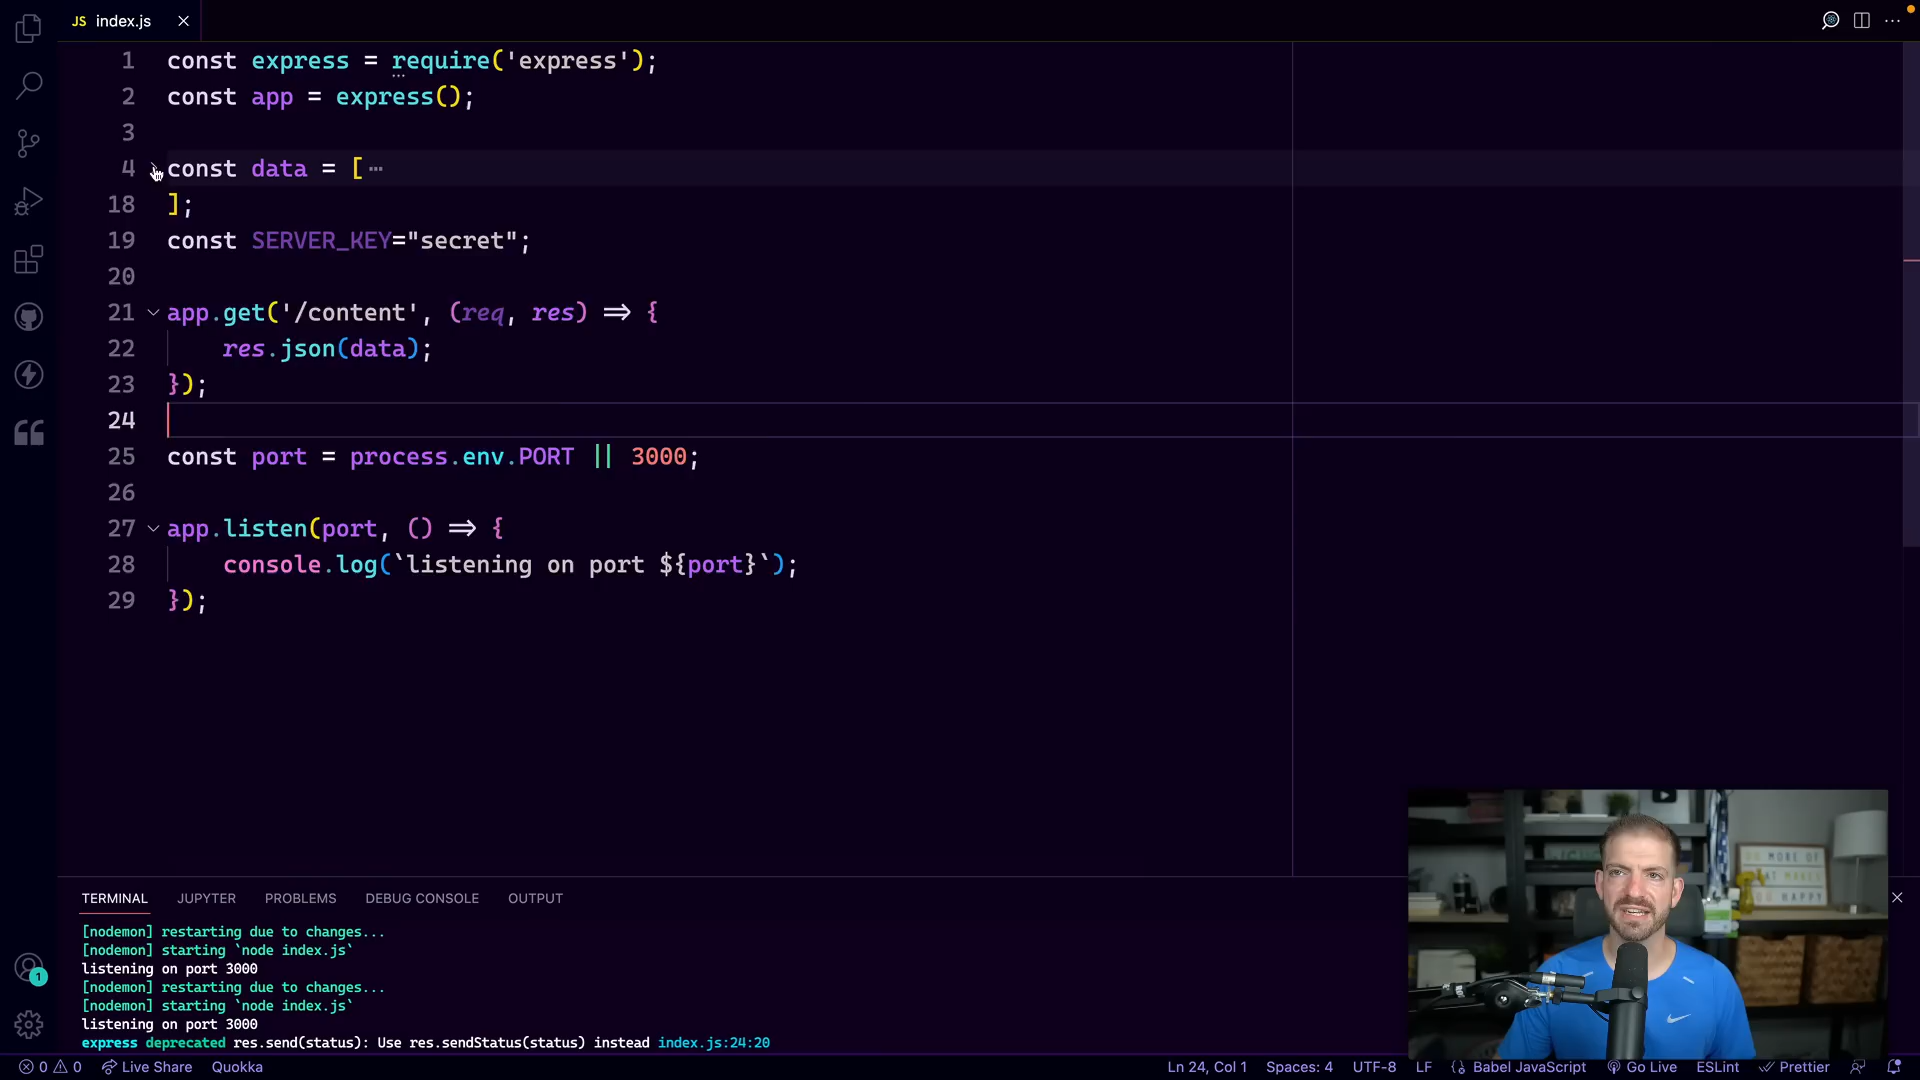 JS index.js
1 const express = require('express');
2 const app = express();
3
4 const data = [ ⋯
18 ];
19 const SERVER_KEY="secret";
20
21 app.get('/content', (req, res) => {
22 res.json(data);
23 });
24
25 const port = process.env.PORT || 3000;
26
27 app.listen(port, () => {
28 console.log(`listening on port ${port}`);
29 });
TERMINAL JUPYTER PROBLEMS DEBUG CONSOLE OUTPUT
[nodemon] restarting due to changes...
[nodemon] starting `node index.js`
listening on port 3000
[nodemon] restarting due to changes...
[nodemon] starting `node index.js`
listening on port 3000
express deprecated res.send(status): Use res.sendStatus(status) instead index.js:24:20
1
0 0 Live Share Quokka Ln 24, Col 1 Spaces: 4 UTF-8 LF Babel JavaScript Go Live ESLint Prettier
MORE OF
HAPPY